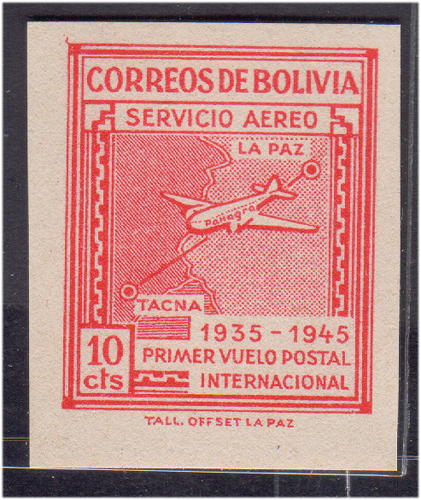 CORREOS DE BOLIVIA
SERVICIO AEREO
LA PAZ
Panagra
TACNA
1935-1945
10 PRIMER VUELO POSTAL
cts INTERNACIONAL
TALL. OFFSET LA PAZ